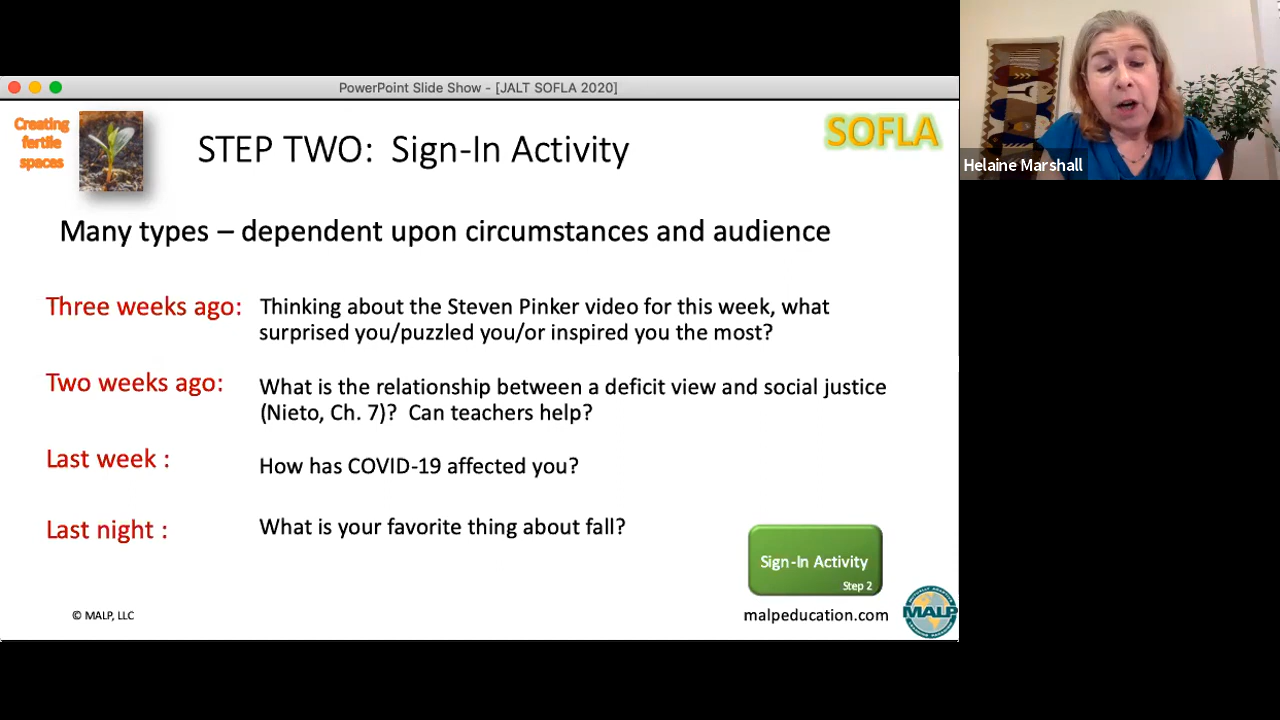 PowerPoint Slide Show - [JALT SOFLA 2020]
Creating
fertile
spaces
STEP TWO: Sign-In Activity
SOFLA
Helaine Marshall
Many types – dependent upon circumstances and audience
Three weeks ago: Thinking about the Steven Pinker video for this week, what
surprised you/puzzled you/or inspired you the most?
Two weeks ago: What is the relationship between a deficit view and social justice
(Nieto, Ch. 7)? Can teachers help?
Last week : How has COVID-19 affected you?
Last night : What is your favorite thing about fall?
Sign-In Activity
Step 2
© MALP, LLC
malpeducation.com
MALP